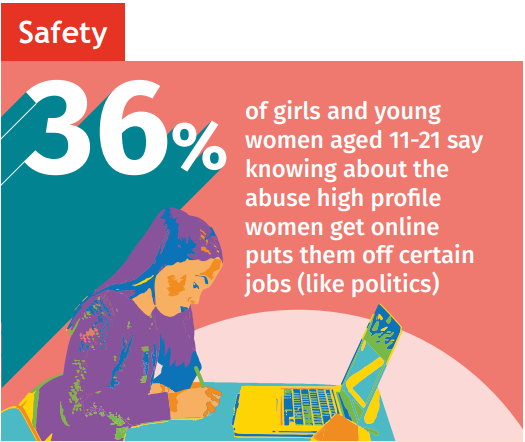 Safety
36%
of girls and young
women aged 11-21 say
knowing about the
abuse high profile
women get online
puts them off certain
jobs (like politics)